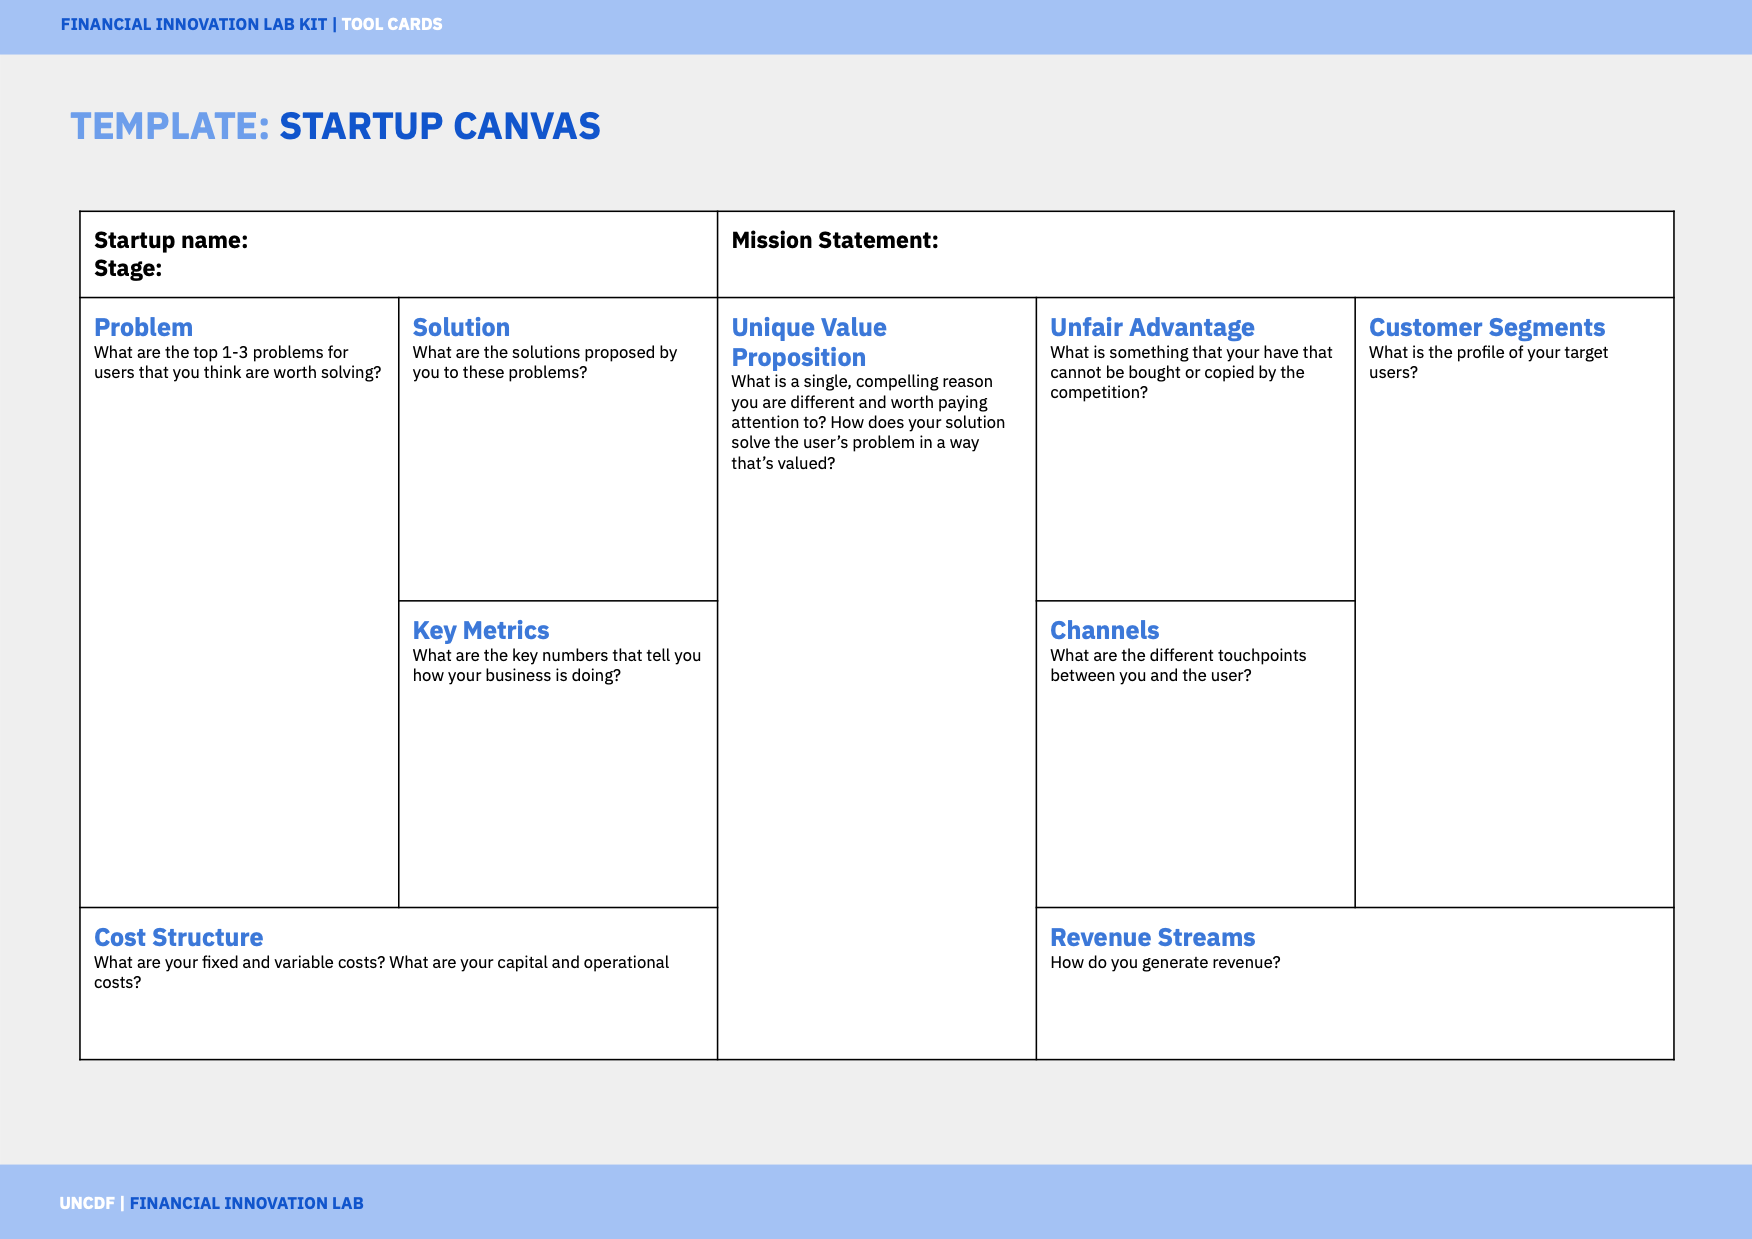 FINANCIAL INNOVATION LAB KIT | TOOL CARDS
TEMPLATE: STARTUP CANVAS
Startup name:
Stage:
Mission Statement:
Problem
What are the top 1-3 problems for
users that you think are worth solving?
Solution
What are the solutions proposed by
you to these problems?
Key Metrics
What are the key numbers that tell you
how your business is doing?
Unique Value
Proposition
What is a single, compelling reason
you are different and worth paying
attention to? How does your solution
solve the user’s problem in a way
that’s valued?
Unfair Advantage
What is something that your have that
cannot be bought or copied by the
competition?
Channels
What are the different touchpoints
between you and the user?
Customer Segments
What is the profile of your target
users?
Cost Structure
What are your fixed and variable costs? What are your capital and operational
costs?
Revenue Streams
How do you generate revenue?
UNCDF | FINANCIAL INNOVATION LAB